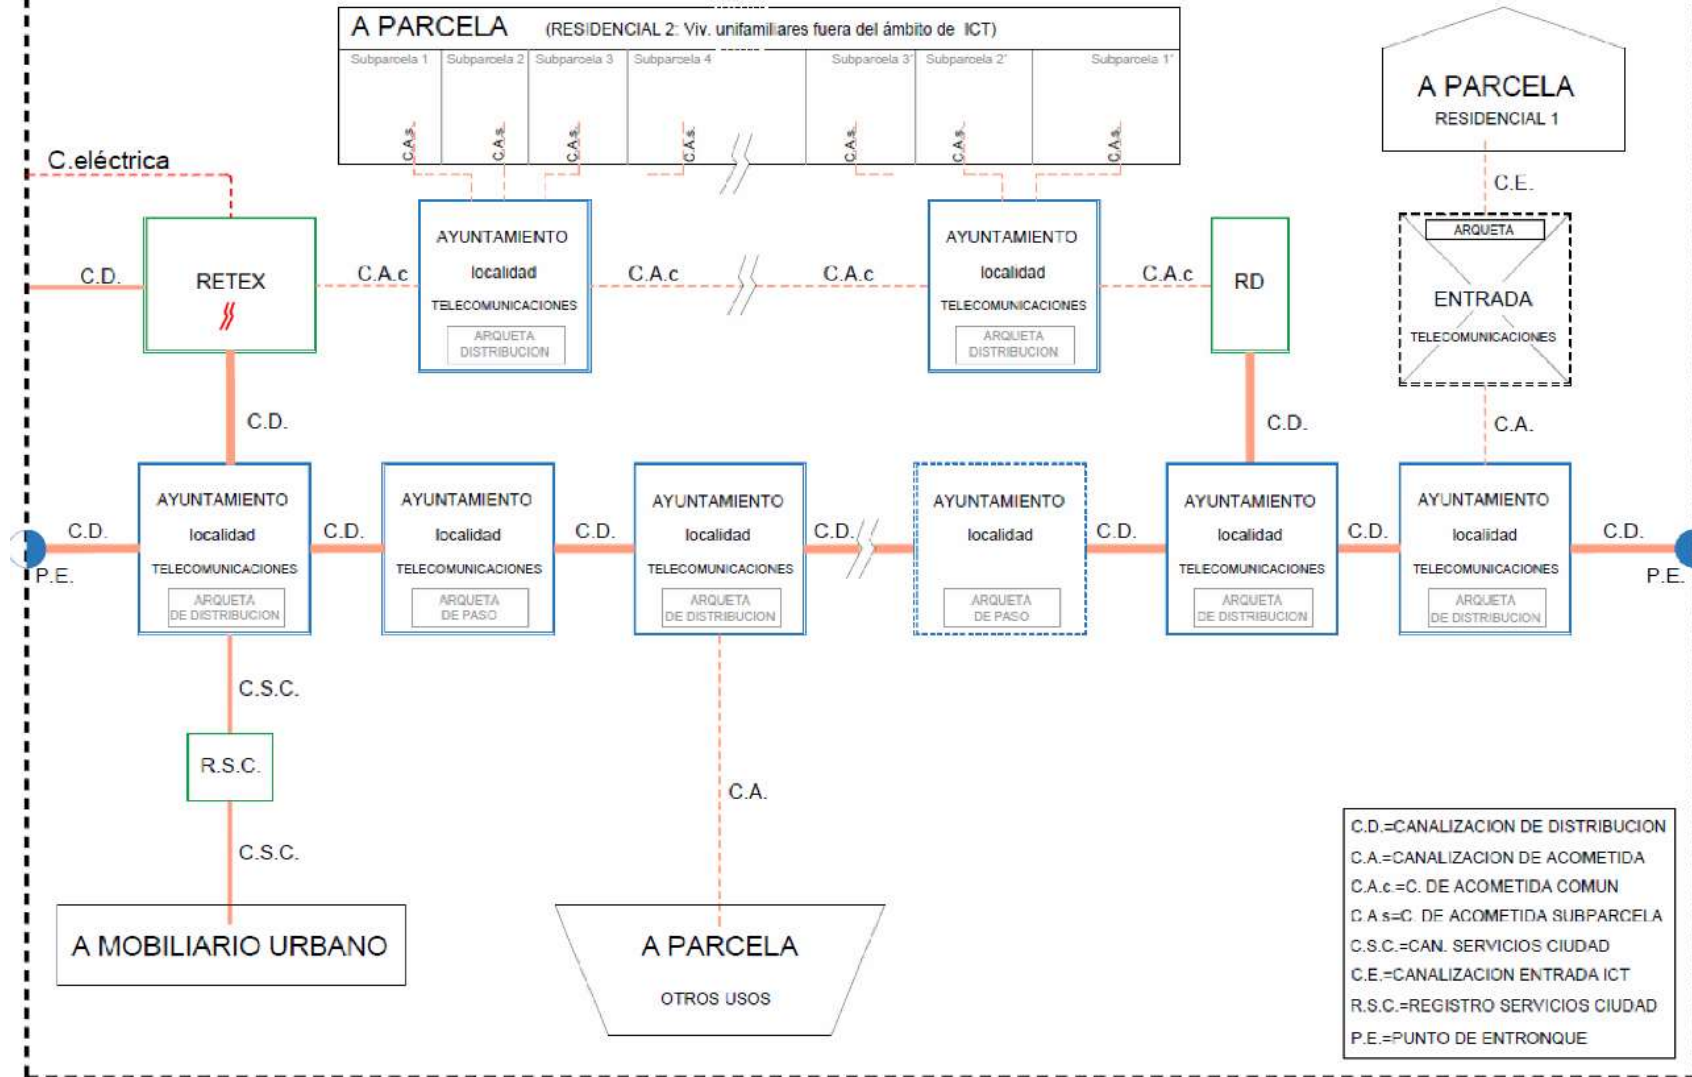 A PARCELA (RESIDENCIAL 2: Viv. unifamiliares fuera del ámbito de ICT)
Subparcela 1 Subparcela 2 Subparcela 3 Subparcela 4 Subparcela 3' Subparcela 2' Subparcela 1'
C.A.s. C.A.s. C.A.s. C.A.s. C.A.s. C.A.s. C.A.s.
A PARCELA
RESIDENCIAL 1
C.E.
C.eléctrica
C.D.
RETEX
C.A.c
AYUNTAMIENTO
localidad
TELECOMUNICACIONES
ARQUETA
DISTRIBUCION
C.A.c
C.A.c
AYUNTAMIENTO
localidad
TELECOMUNICACIONES
ARQUETA
DISTRIBUCION
C.A.c
RD
ARQUETA
ENTRADA
TELECOMUNICACIONES
C.D.
C.D.
C.A.
P.E.
C.D.
AYUNTAMIENTO
localidad
TELECOMUNICACIONES
ARQUETA
DE DISTRIBUCION
C.D.
AYUNTAMIENTO
localidad
TELECOMUNICACIONES
ARQUETA
DE PASO
C.D.
AYUNTAMIENTO
localidad
TELECOMUNICACIONES
ARQUETA
DE DISTRIBUCION
C.D.
AYUNTAMIENTO
localidad
ARQUETA
DE PASO
C.D.
AYUNTAMIENTO
localidad
TELECOMUNICACIONES
ARQUETA
DE DISTRIBUCION
C.D.
AYUNTAMIENTO
localidad
TELECOMUNICACIONES
ARQUETA
DE DISTRIBUCION
C.D.
P.E.
C.S.C.
R.S.C.
C.S.C.
A MOBILIARIO URBANO
C.A.
A PARCELA
OTROS USOS
C.D.=CANALIZACION DE DISTRIBUCION
C.A.=CANALIZACION DE ACOMETIDA
C.A.c.=C. DE ACOMETIDA COMUN
C.A.s=C. DE ACOMETIDA SUBPARCELA
C.S.C.=CAN. SERVICIOS CIUDAD
C.E.=CANALIZACION ENTRADA ICT
R.S.C.=REGISTRO SERVICIOS CIUDAD
P.E.=PUNTO DE ENTRONQUE